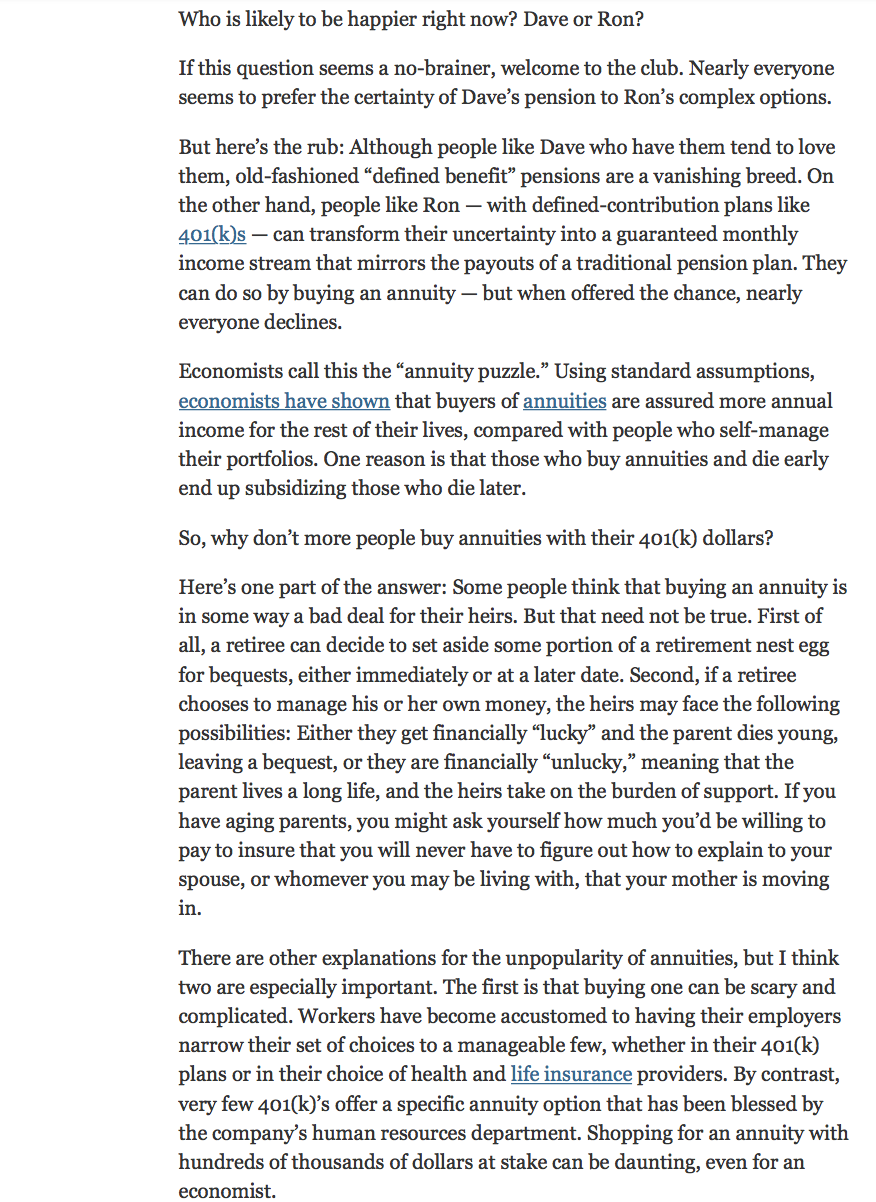 Who is likely to be happier right now? Dave or Ron?
If this question seems a no-brainer, welcome to the club. Nearly everyone
seems to prefer the certainty of Dave’s pension to Ron’s complex options.
But here’s the rub: Although people like Dave who have them tend to love
them, old-fashioned “defined benefit” pensions are a vanishing breed. On
the other hand, people like Ron — with defined-contribution plans like
401(k)s — can transform their uncertainty into a guaranteed monthly
income stream that mirrors the payouts of a traditional pension plan. They
can do so by buying an annuity — but when offered the chance, nearly
everyone declines.
Economists call this the “annuity puzzle.” Using standard assumptions,
economists have shown that buyers of annuities are assured more annual
income for the rest of their lives, compared with people who self-manage
their portfolios. One reason is that those who buy annuities and die early
end up subsidizing those who die later.
So, why don’t more people buy annuities with their 401(k) dollars?
Here’s one part of the answer: Some people think that buying an annuity is
in some way a bad deal for their heirs. But that need not be true. First of
all, a retiree can decide to set aside some portion of a retirement nest egg
for bequests, either immediately or at a later date. Second, if a retiree
chooses to manage his or her own money, the heirs may face the following
possibilities: Either they get financially “lucky” and the parent dies young,
leaving a bequest, or they are financially “unlucky,” meaning that the
parent lives a long life, and the heirs take on the burden of support. If you
have aging parents, you might ask yourself how much you’d be willing to
pay to insure that you will never have to figure out how to explain to your
spouse, or whomever you may be living with, that your mother is moving
in.
There are other explanations for the unpopularity of annuities, but I think
two are especially important. The first is that buying one can be scary and
complicated. Workers have become accustomed to having their employers
narrow their set of choices to a manageable few, whether in their 401(k)
plans or in their choice of health and life insurance providers. By contrast,
very few 401(k)’s offer a specific annuity option that has been blessed by
the company’s human resources department. Shopping for an annuity with
hundreds of thousands of dollars at stake can be daunting, even for an
economist.